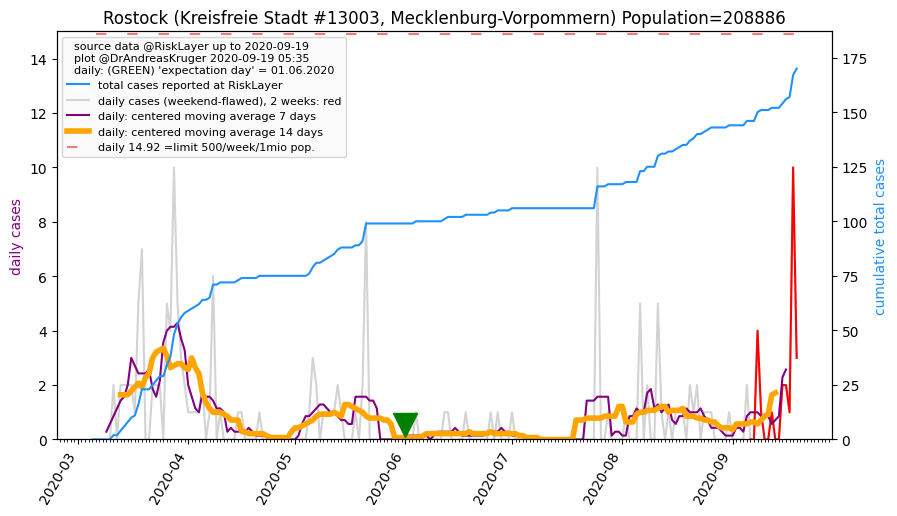 Rostock (Kreisfreie Stadt #13003, Mecklenburg-Vorpommern) Population=208886
source data @RiskLayer up to 2020-09-19
plot @DrAndreasKruger 2020-09-19 05:35
daily: (GREEN) 'expectation day' = 01.06.2020
total cases reported at RiskLayer
daily cases (weekend-flawed), 2 weeks: red
daily: centered moving average 7 days
daily: centered moving average 14 days
daily 14.92 =limit 500/week/1mio pop.
daily cases
14
12
10
8
6
4
2
0
cumulative total cases
175
150
125
100
75
50
25
0
2020-03
2020-04
2020-05
2020-06
2020-07
2020-08
2020-09